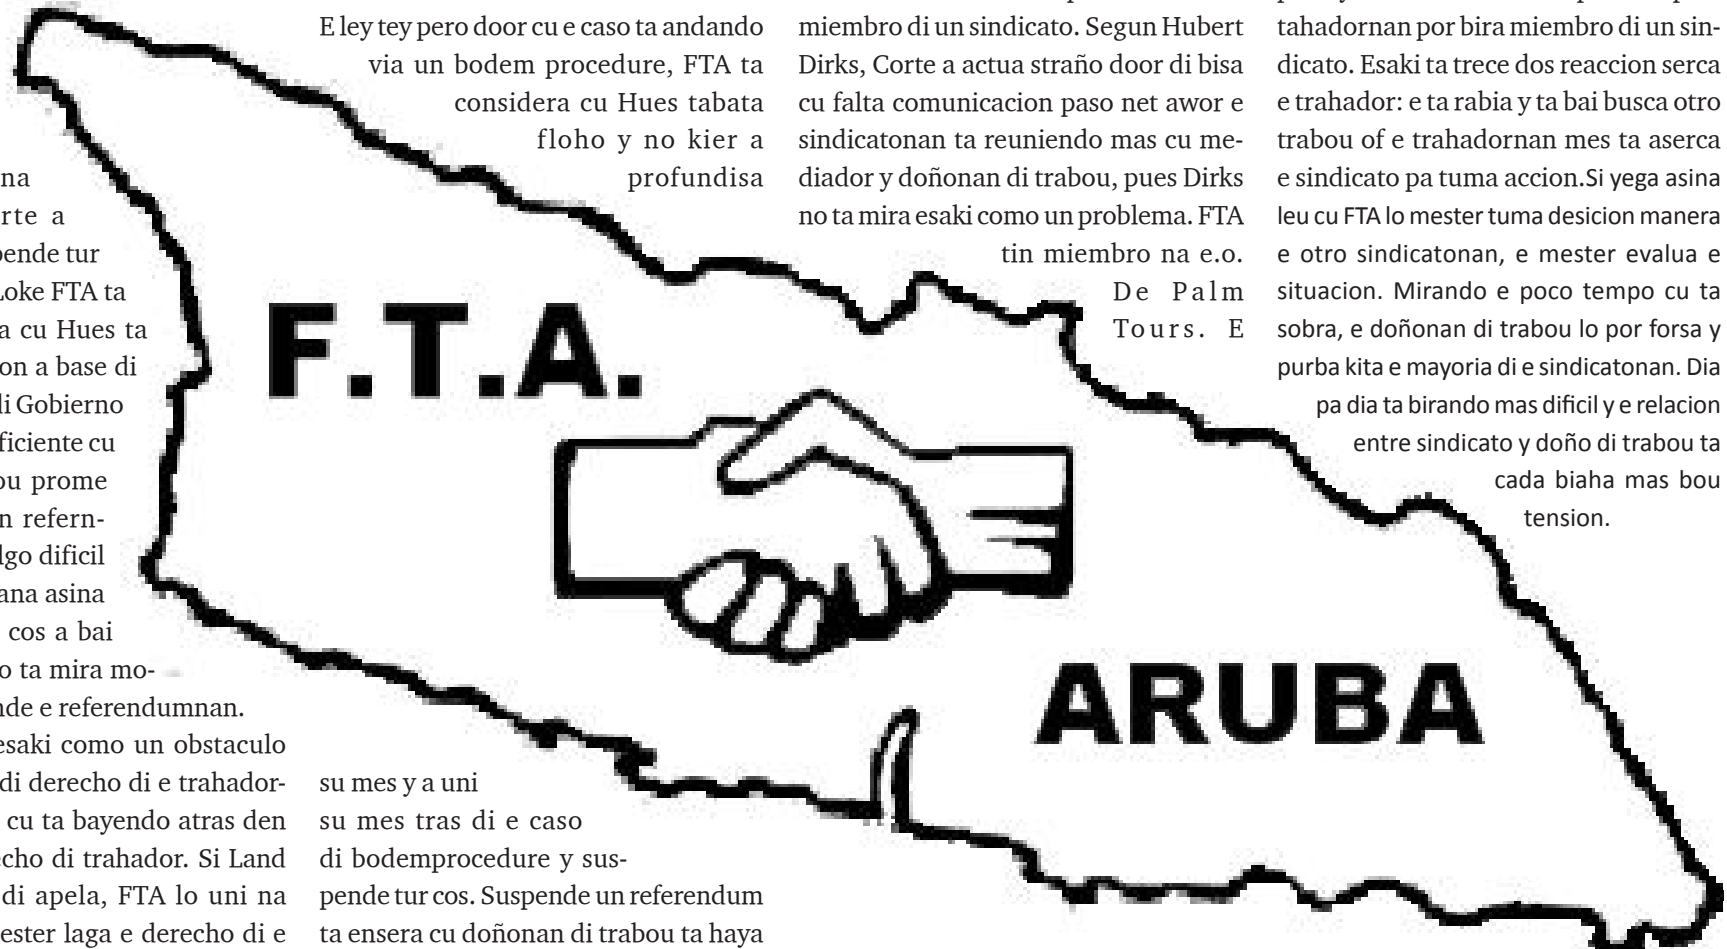 na
rte a
pende tur
Loke FTA ta
a cu Hues ta
on a base di
di Gobierno
ficiente cu
ou prome
n refern-
lgo dificil
ana asina
cos a bai
o ta mira mo-
nde e referendumnan.
esaki como un obstaculo
di derecho di e trahador-
cu ta bayendo atras den
echo di trahador. Si Land
di apela, FTA lo uni na
ester laga e derecho di e
E ley tey pero door cu e caso ta andando
via un bodem procedure, FTA ta
considera cu Hues tabata
floho y no kier a
profundisa
su mes y a uni
su mes tras di e caso
di bodemprocedure y sus-
pende tur cos. Suspende un referendum
ta ensera cu doñonan di trabou ta haya
miembro di un sindicato. Segun Hubert
Dirks, Corte a actua straño door di bisa
cu falta comunicacion paso net awor e
sindicatonan ta reuniendo mas cu me-
diador y doñonan di trabou, pues Dirks
no ta mira esaki como un problema. FTA
tin miembro na e.o.
De Palm
Tours. E
tahadornan por bira miembro di un sin-
dicato. Esaki ta trece dos reaccion serca
e trahador: e ta rabia y ta bai busca otro
trabou of e trahadornan mes ta aserca
e sindicato pa tuma accion.Si yega asina
leu cu FTA lo mester tuma desicion manera
e otro sindicatonan, e mester evalua e
situacion. Mirando e poco tempo cu ta
sobra, e doñonan di trabou lo por forsa y
purba kita e mayoria di e sindicatonan. Dia
pa dia ta birando mas dificil y e relacion
entre sindicato y doño di trabou ta
cada biaha mas bou
tension.
F.T.A.
ARUBA